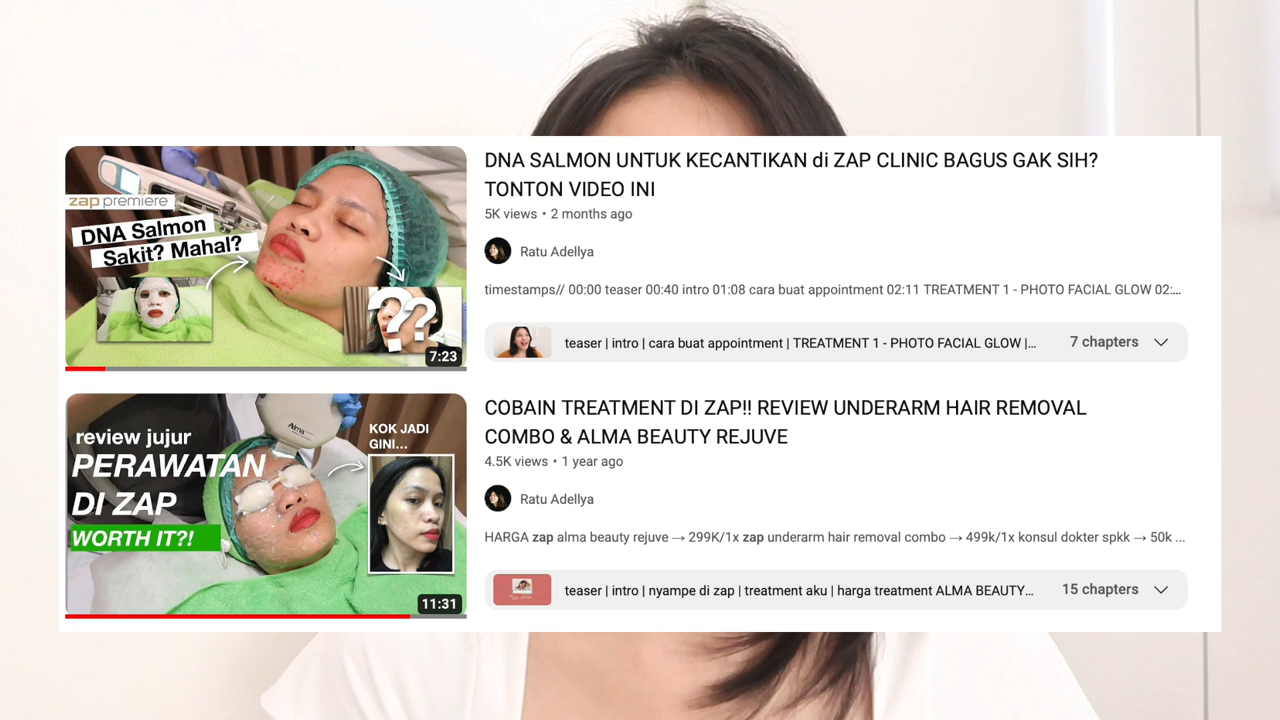 zap premiere
DNA Salmon
Sakit? Mahal?
??
7:23
DNA SALMON UNTUK KECANTIKAN di ZAP CLINIC BAGUS GAK SIH?
TONTON VIDEO INI
5K views • 2 months ago
Ratu Adellya
timestamps// 00:00 teaser 00:40 intro 01:08 cara buat appointment 02:11 TREATMENT 1 - PHOTO FACIAL GLOW 02:...
teaser | intro | cara buat appointment | TREATMENT 1 - PHOTO FACIAL GLOW |...
7 chapters
Alma
review jujur
PERAWATAN
DI ZAP
WORTH IT?!
KOK JADI
GINI...
11:31
COBAIN TREATMENT DI ZAP!! REVIEW UNDERARM HAIR REMOVAL
COMBO & ALMA BEAUTY REJUVE
4.5K views • 1 year ago
Ratu Adellya
HARGA zap alma beauty rejuve → 299K/1x zap underarm hair removal combo → 499k/1x konsul dokter spkk → 50k ...
teaser | intro | nyampe di zap | treatment aku | harga treatment ALMA BEAUTY...
15 chapters